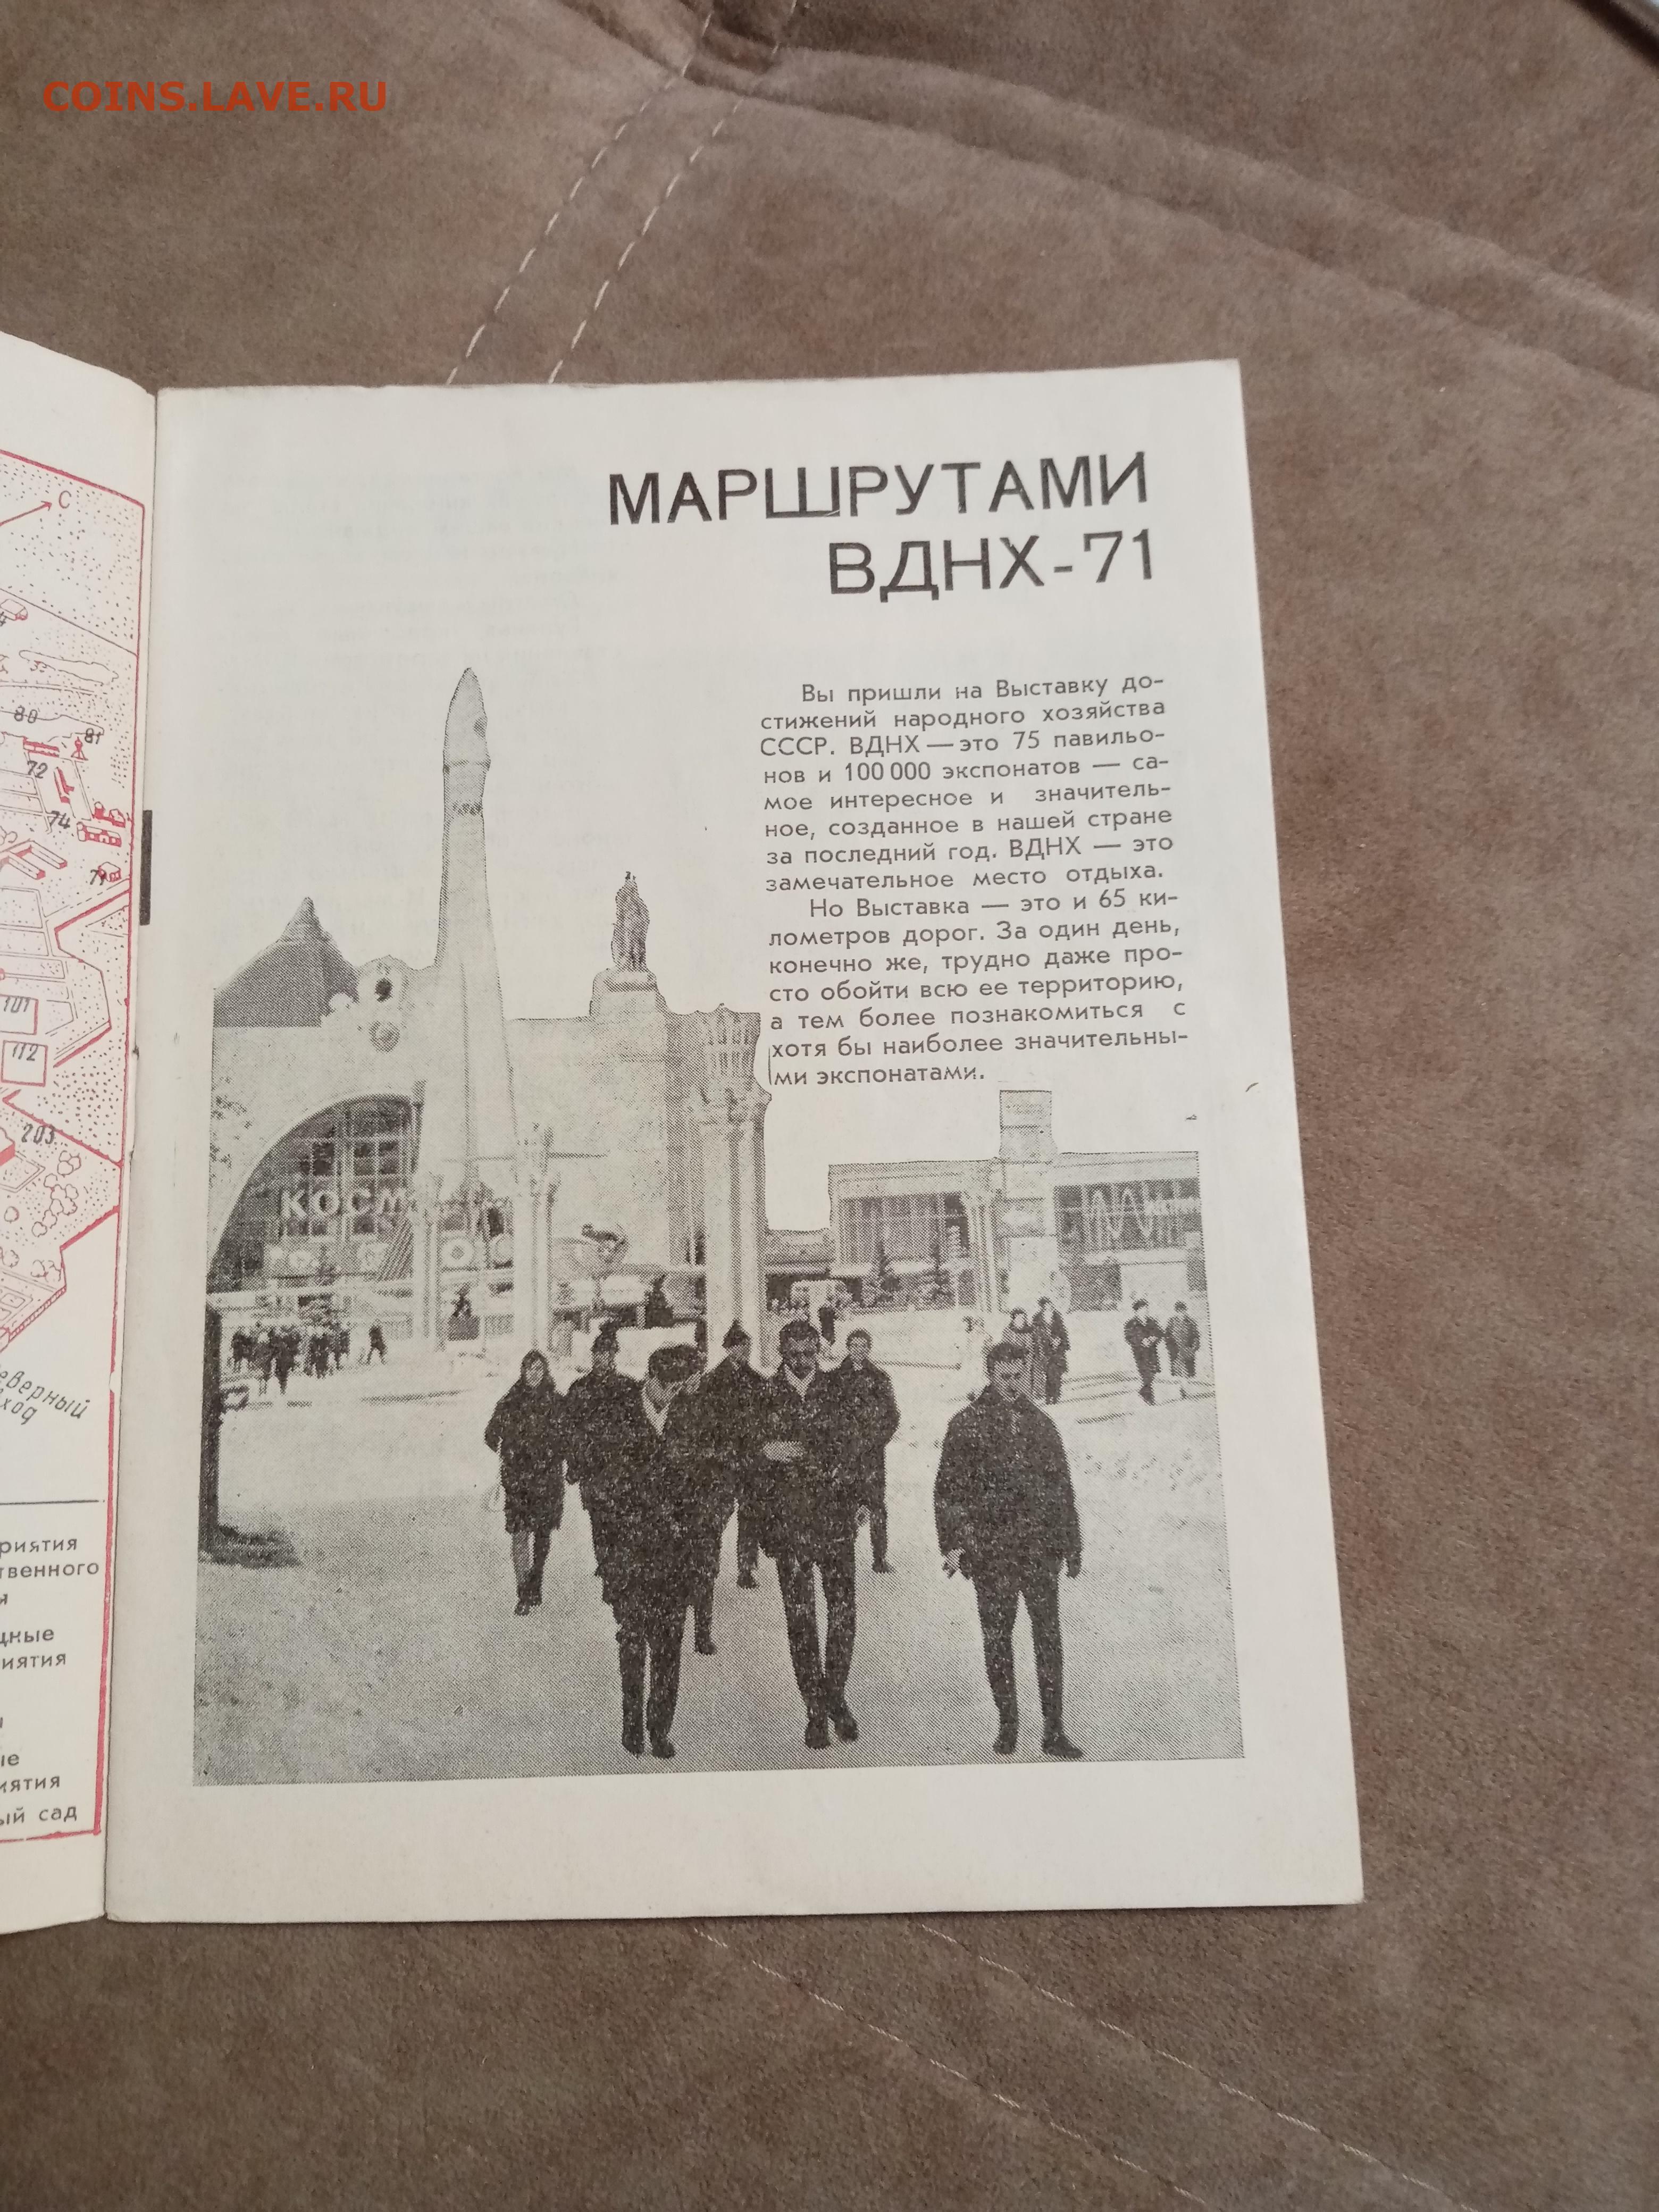 COINS.LAVE.RU
С
80
81
72
74
101
112
203
МАРШРУТАМИ
ВДНХ-71
Вы пришли на Выставку до-
стижений народного хозяйства
СССР. ВДНХ — это 75 павильо-
нов и 100 000 экспонатов — са-
мое интересное и значитель-
ное, созданное в нашей стране
за последний год. ВДНХ — это
замечательное место отдыха.
Но Выставка — это и 65 ки-
лометров дорог. За один день,
конечно же, трудно даже про-
сто обойти всю ее территорию,
а тем более познакомиться с
хотя бы наиболее значительны-
ми экспонатами.
КОСМ
еверный
ход
риятия
твенного
и
цные
иятия
ые
иятия
ый сад